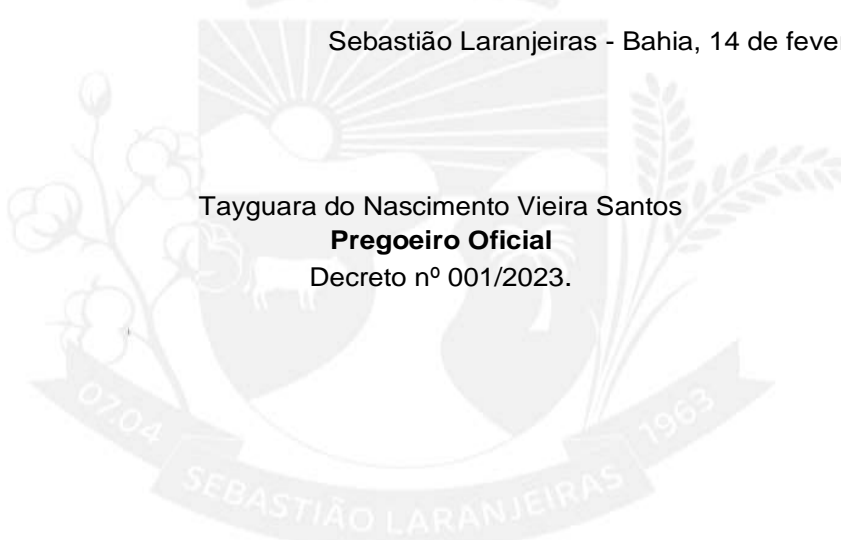 Sebastião Laranjeiras - Bahia, 14 de feve
Tayguara do Nascimento Vieira Santos
Pregoeiro Oficial
Decreto nº 001/2023.
07.04
1963
SEBASTIÃO LARANJEIRAS